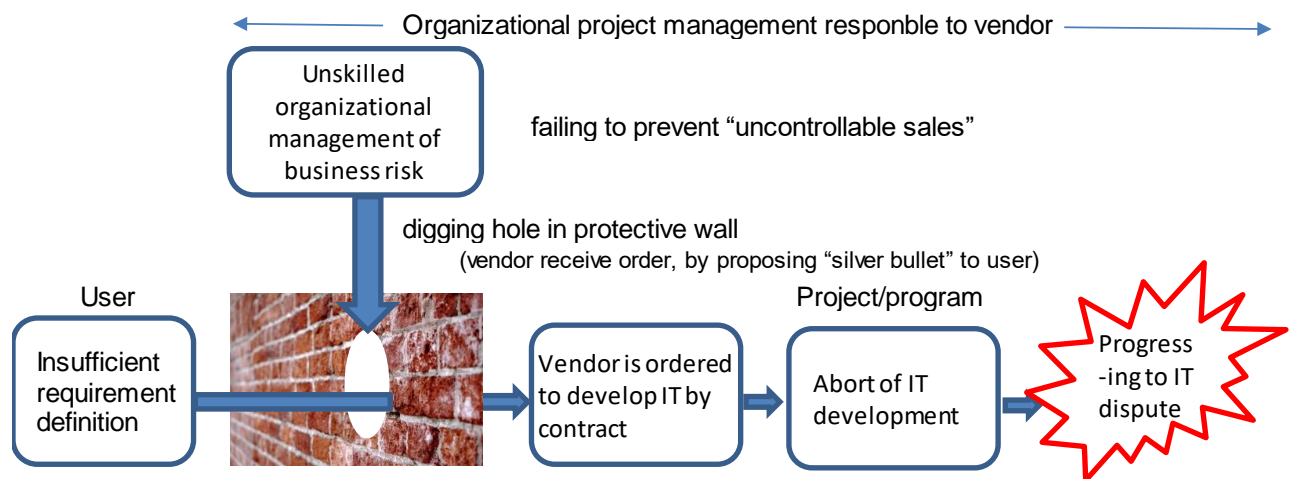 Organizational project management responble to vendor
Unskilled
organizational
management of
business risk
failing to prevent “uncontrollable sales”
digging hole in protective wall
(vendor receive order, by proposing “silver bullet” to user)
User
Project/program
Insufficient
requirement
definition
Vendor is ordered
to develop IT by
contract
Abort of IT
development
Progress
-ing to IT
dispute